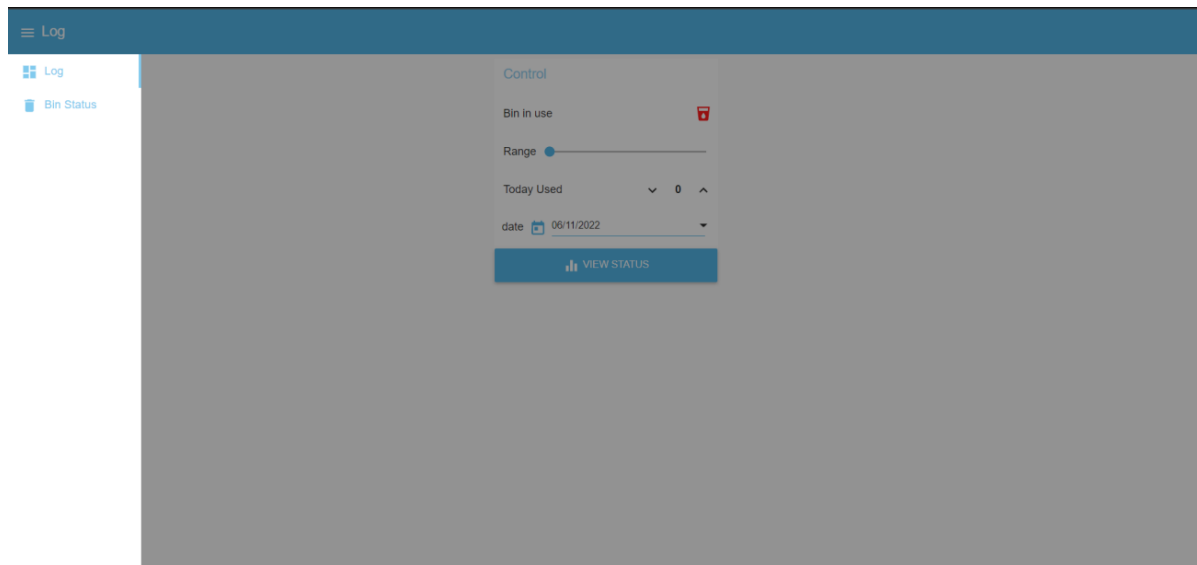 Log
Log
Bin Status
Control
Bin in use
Range
Today Used 0
date 06/11/2022
VIEW STATUS